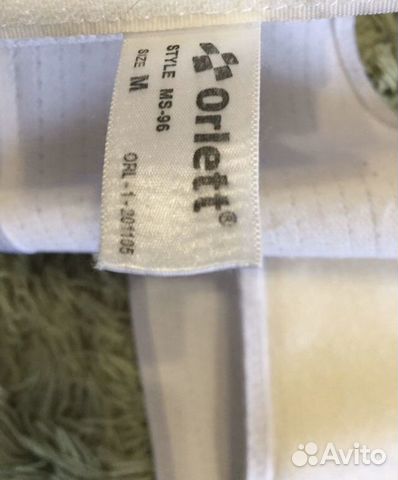 Orlett®
STYLE MS-96
SIZE M
ORL-1-201105
Avito